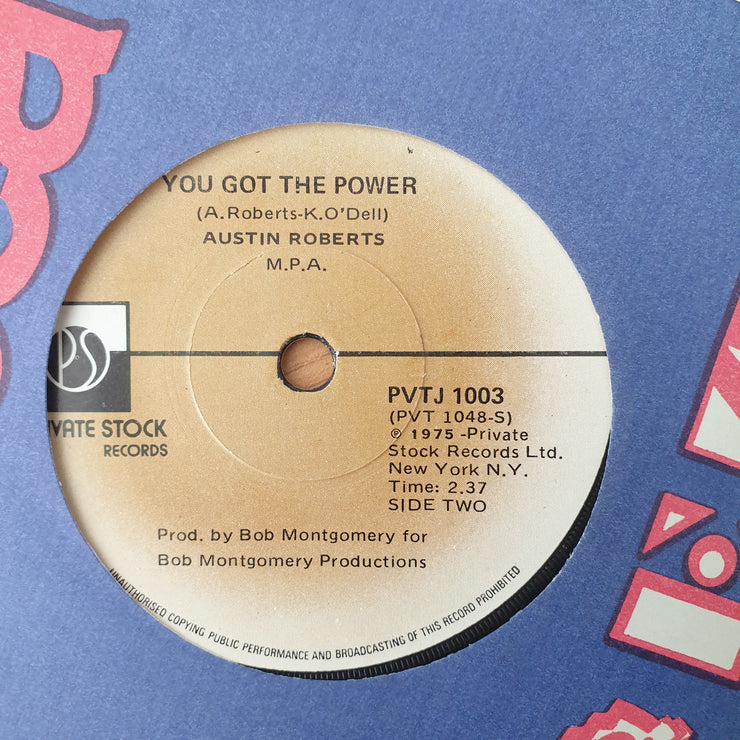 YOU GOT THE POWER
(A.Roberts-K.O'Dell)
AUSTIN ROBERTS
M.P.A.
PS
IVATE STOCK
RECORDS
PVTJ 1003
(PVT 1048-S)
℗ 1975 -Private
Stock Records Ltd.
New York N.Y.
Time: 2.37
SIDE TWO
Prod. by Bob Montgomery for
Bob Montgomery Productions
UNAUTHORISED COPYING PUBLIC PERFORMANCE AND BROADCASTING OF THIS RECORD PROHIBITED